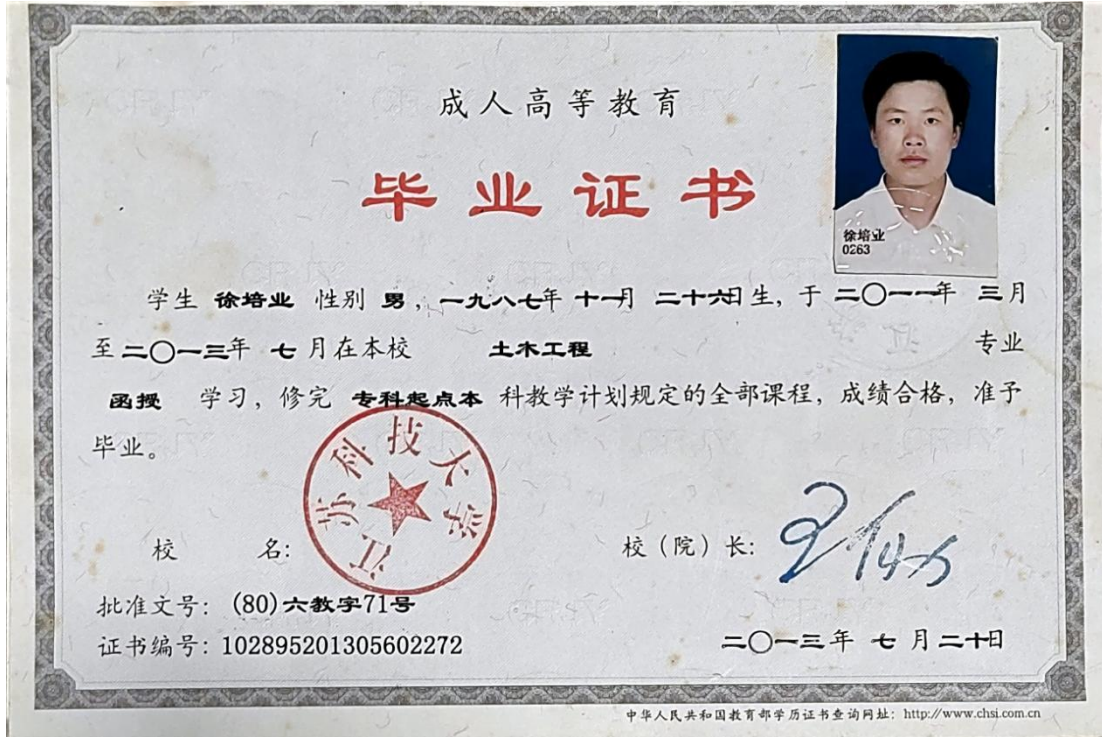 成人高等教育
毕业证书
徐培业
0263
学生 徐培业 性别 男，一九八七年 十一月 二十六日生，于 二〇一一年 三月
至二〇一三年 七月在本校 土木工程 专业
函授 学习，修完 专科起点本 科教学计划规定的全部课程，成绩合格，准予
毕业。
江苏科技大学
校 名：
校（院）长：
批准文号：(80)六教字71号
证书编号：102895201305602272
二〇一三年 七月二十日
中华人民共和国教育部学历证书查询网址：http://www.chsi.com.cn